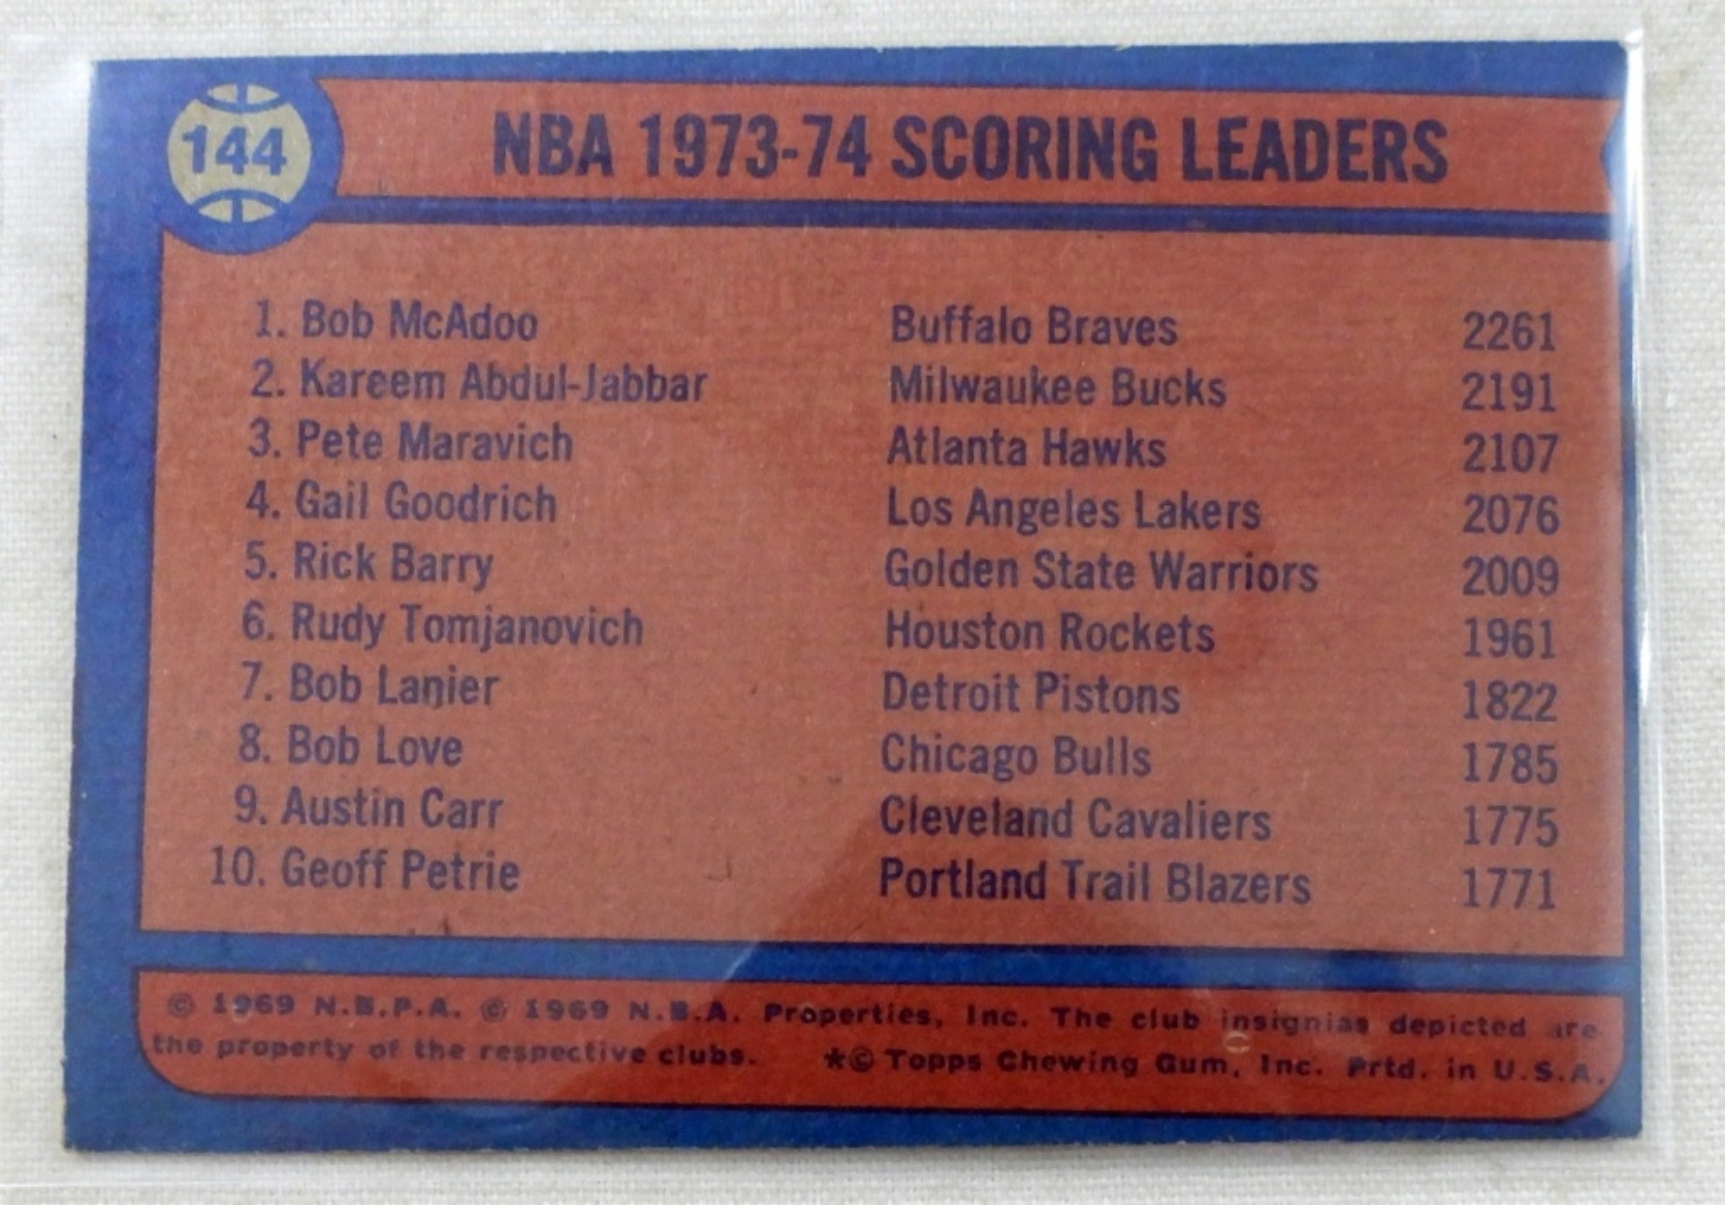 144
NBA 1973-74 SCORING LEADERS
1. Bob McAdoo Buffalo Braves 2261
2. Kareem Abdul-Jabbar Milwaukee Bucks 2191
3. Pete Maravich Atlanta Hawks 2107
4. Gail Goodrich Los Angeles Lakers 2076
5. Rick Barry Golden State Warriors 2009
6. Rudy Tomjanovich Houston Rockets 1961
7. Bob Lanier Detroit Pistons 1822
8. Bob Love Chicago Bulls 1785
9. Austin Carr Cleveland Cavaliers 1775
10. Geoff Petrie Portland Trail Blazers 1771
© 1969 N.B.P.A. © 1969 N.B.A. Properties, Inc. The club insignias depicted are
the property of the respective clubs. *© Topps Chewing Gum, Inc. Prtd. in U.S.A.